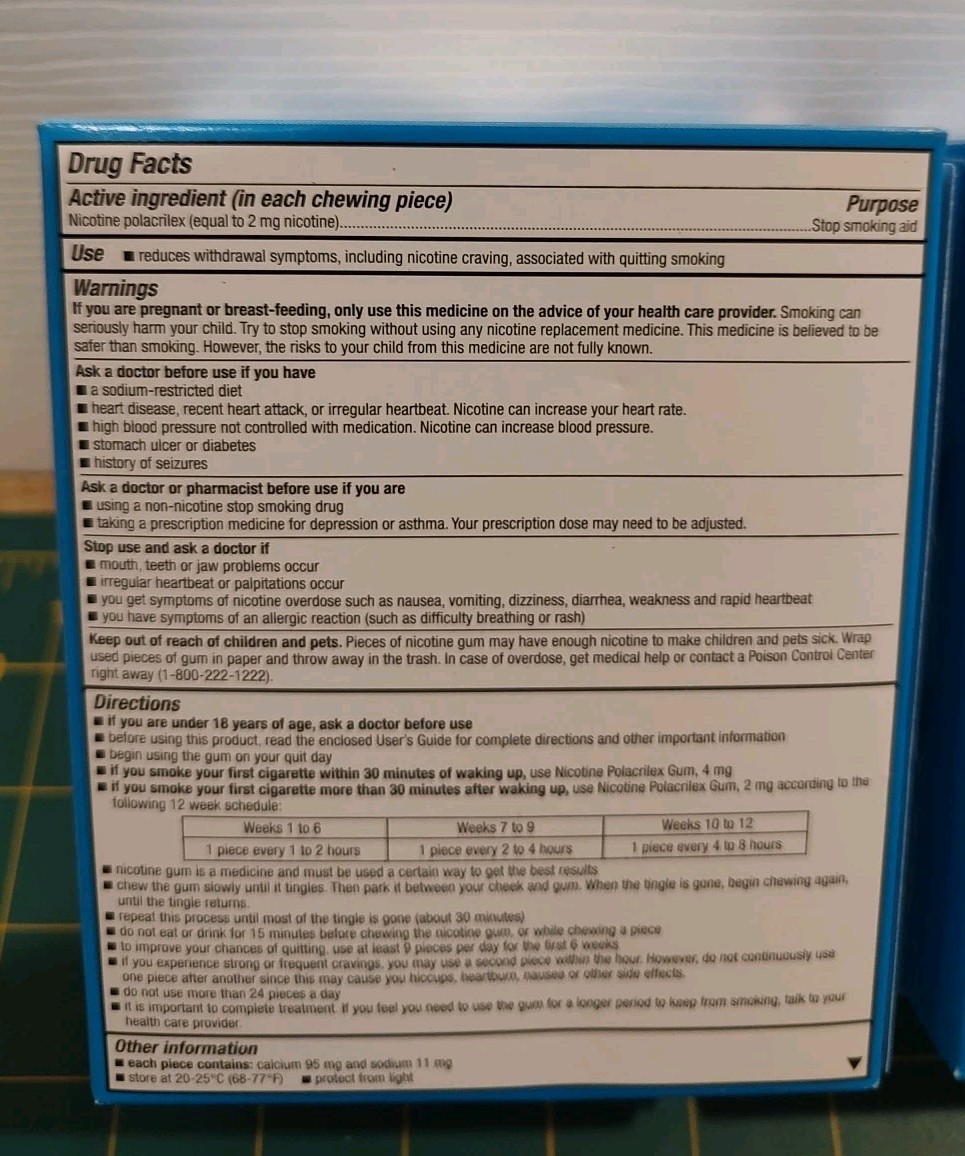 Drug Facts
Active ingredient (in each chewing piece) Purpose
Nicotine polacrilex (equal to 2 mg nicotine)..............................................................................................................Stop smoking aid
Use ■ reduces withdrawal symptoms, including nicotine craving, associated with quitting smoking
Warnings
If you are pregnant or breast-feeding, only use this medicine on the advice of your health care provider. Smoking can
seriously harm your child. Try to stop smoking without using any nicotine replacement medicine. This medicine is believed to be
safer than smoking. However, the risks to your child from this medicine are not fully known.
Ask a doctor before use if you have
■ a sodium-restricted diet
■ heart disease, recent heart attack, or irregular heartbeat. Nicotine can increase your heart rate.
■ high blood pressure not controlled with medication. Nicotine can increase blood pressure.
■ stomach ulcer or diabetes
■ history of seizures
Ask a doctor or pharmacist before use if you are
■ using a non-nicotine stop smoking drug
■ taking a prescription medicine for depression or asthma. Your prescription dose may need to be adjusted.
Stop use and ask a doctor if
■ mouth, teeth or jaw problems occur
■ irregular heartbeat or palpitations occur
■ you get symptoms of nicotine overdose such as nausea, vomiting, dizziness, diarrhea, weakness and rapid heartbeat
■ you have symptoms of an allergic reaction (such as difficulty breathing or rash)
Keep out of reach of children and pets. Pieces of nicotine gum may have enough nicotine to make children and pets sick. Wrap
used pieces of gum in paper and throw away in the trash. In case of overdose, get medical help or contact a Poison Control Center
right away (1-800-222-1222).
Directions
■ if you are under 18 years of age, ask a doctor before use
■ before using this product, read the enclosed User's Guide for complete directions and other important information
■ begin using the gum on your quit day
■ if you smoke your first cigarette within 30 minutes of waking up, use Nicotine Polacrilex Gum, 4 mg
■ if you smoke your first cigarette more than 30 minutes after waking up, use Nicotine Polacrilex Gum, 2 mg according to the
following 12 week schedule:
Weeks 1 to 6 Weeks 7 to 9 Weeks 10 to 12
1 piece every 1 to 2 hours 1 piece every 2 to 4 hours 1 piece every 4 to 8 hours
■ nicotine gum is a medicine and must be used a certain way to get the best results
■ chew the gum slowly until it tingles. Then park it between your cheek and gum. When the tingle is gone, begin chewing again,
until the tingle returns.
■ repeat this process until most of the tingle is gone (about 30 minutes)
■ do not eat or drink for 15 minutes before chewing the nicotine gum, or while chewing a piece
■ to improve your chances of quitting, use at least 9 pieces per day for the first 6 weeks
■ if you experience strong or frequent cravings, you may use a second piece within the hour. However, do not continuously use
one piece after another since this may cause you hiccups, heartburn, nausea or other side effects.
■ do not use more than 24 pieces a day
■ it is important to complete treatment. If you feel you need to use the gum for a longer period to keep from smoking, talk to your
health care provider.
Other information
■ each piece contains: calcium 95 mg and sodium 11 mg
■ store at 20-25°C (68-77°F) ■ protect from light